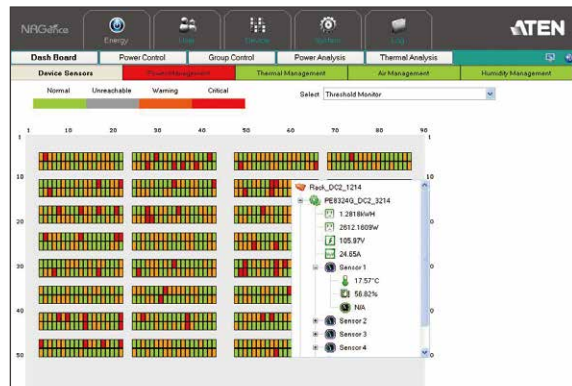 NRGence
ATEN
Energy
User
Device
System
Log
Dash Board
Power Control
Group Control
Power Analysis
Thermal Analysis
Device Sensors
Power Management
Thermal Management
Air Management
Humidity Management
Normal
Unreachable
Warning
Critical
Select
Threshold Monitor
1 10 20 30 40 50 60 70 80 90
1
10
20
30
40
50
Rack_DC2_1214
PE8324G_DC2_3214
1.2818kWH
2612.1609W
105.97V
24.65A
Sensor 1
17.57°C
56.82%
N/A
Sensor 2
Sensor 3
Sensor 4